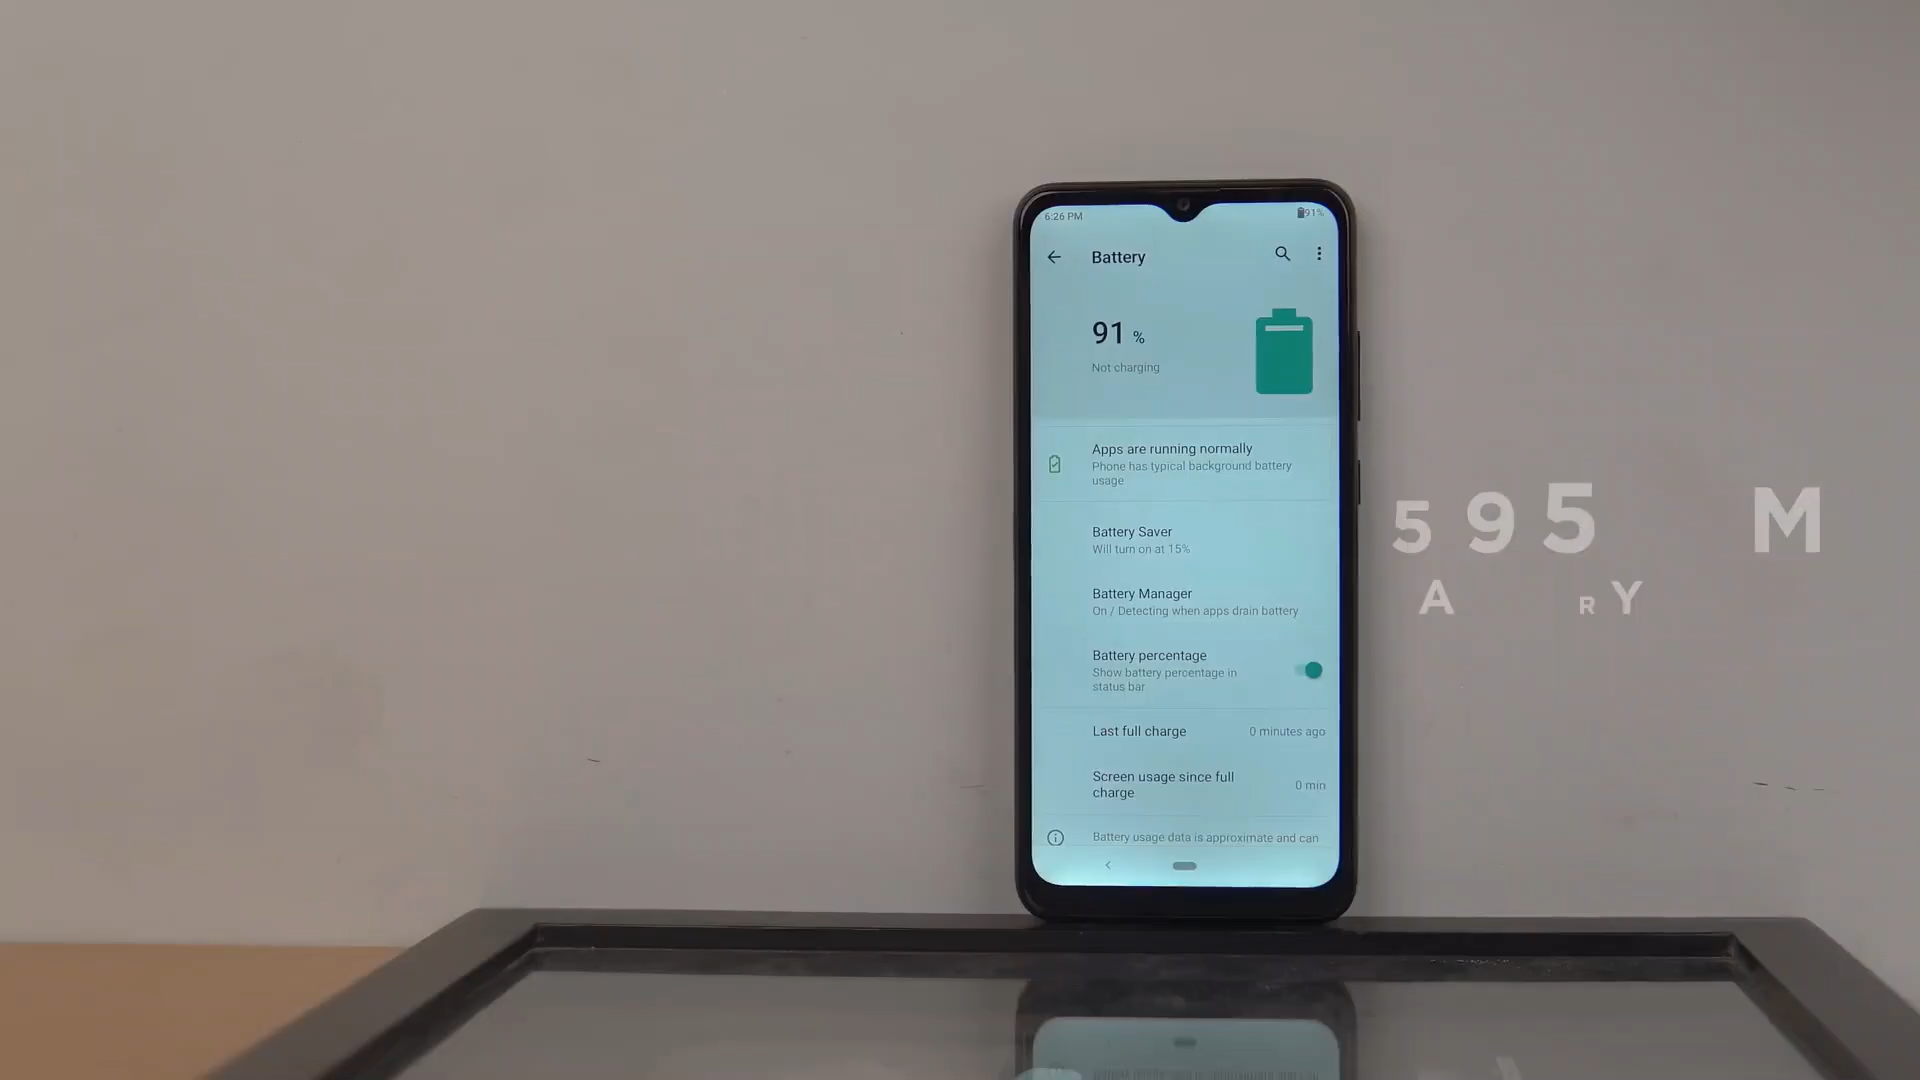 6:26 PM
91%
Battery
91 %
Not charging
Apps are running normally
Phone has typical background battery
usage
Battery Saver
Will turn on at 15%
Battery Manager
On / Detecting when apps drain battery
Battery percentage
Show battery percentage in
status bar
Last full charge
0 minutes ago
Screen usage since full
charge
0 min
Battery usage data is approximate and can
595 M
A RY